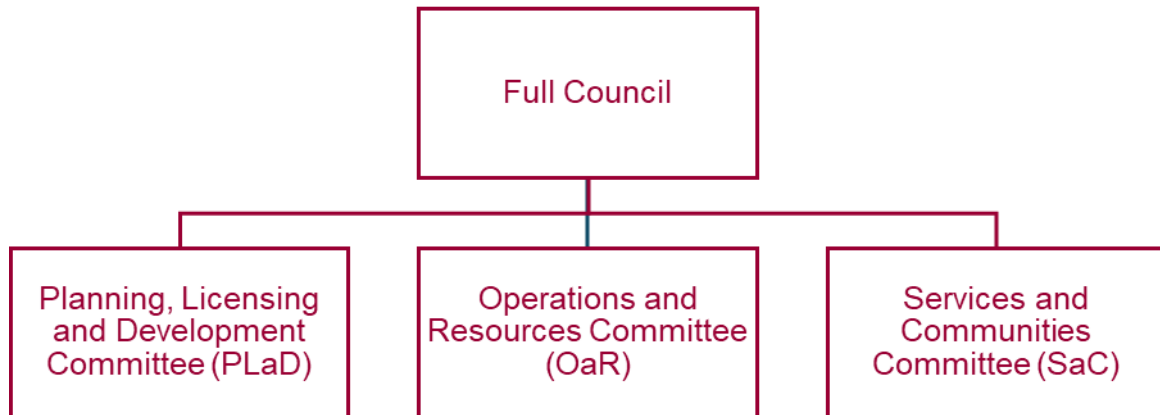 Full Council
Planning, Licensing
and Development
Committee (PLaD)
Operations and
Resources Committee
(OaR)
Services and
Communities
Committee (SaC)